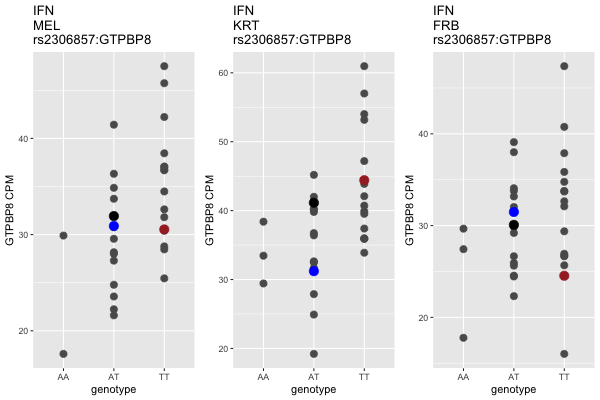 IFN
MEL
rs2306857:GTPBP8
GTPBP8 CPM
40
30
20
AA AT TT
genotype
IFN
KRT
rs2306857:GTPBP8
GTPBP8 CPM
60
50
40
30
20
AA AT TT
genotype
IFN
FRB
rs2306857:GTPBP8
GTPBP8 CPM
40
30
20
AA AT TT
genotype